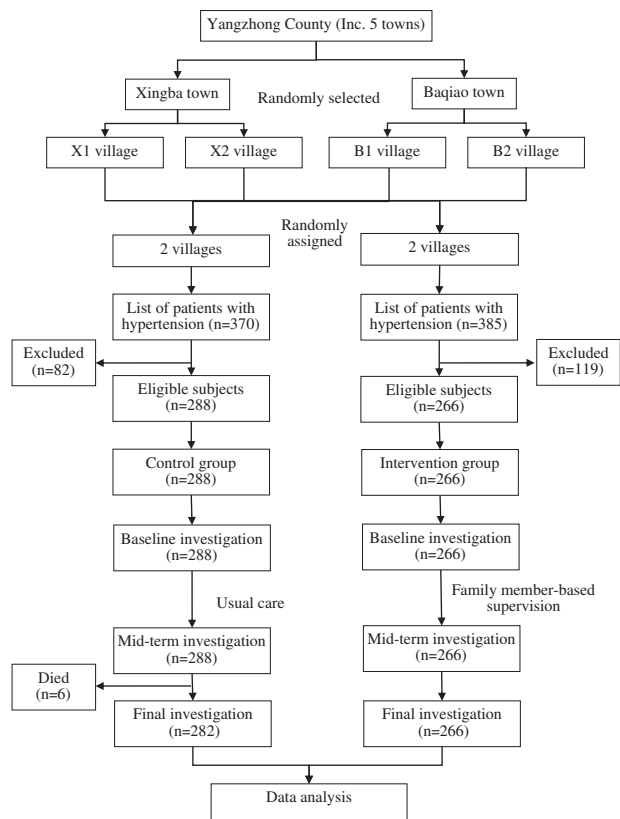 Yangzhong County (Inc. 5 towns)
Xingba town
Randomly selected
Baqiao town
X1 village
X2 village
B1 village
B2 village
Randomly
assigned
2 villages
2 villages
List of patients with
hypertension (n=370)
List of patients with
hypertension (n=385)
Excluded
(n=82)
Excluded
(n=119)
Eligible subjects
(n=288)
Eligible subjects
(n=266)
Control group
(n=288)
Intervention group
(n=266)
Baseline investigation
(n=288)
Baseline investigation
(n=266)
Usual care
Family member-based
supervision
Mid-term investigation
(n=288)
Mid-term investigation
(n=266)
Died
(n=6)
Final investigation
(n=282)
Final investigation
(n=266)
Data analysis